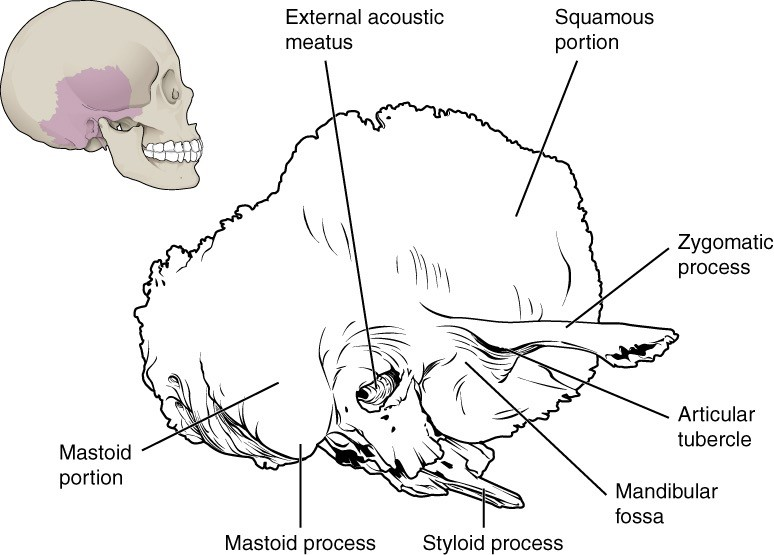 External acoustic
meatus
Squamous
portion
Zygomatic
process
Articular
tubercle
Mandibular
fossa
Mastoid
portion
Mastoid process
Styloid process